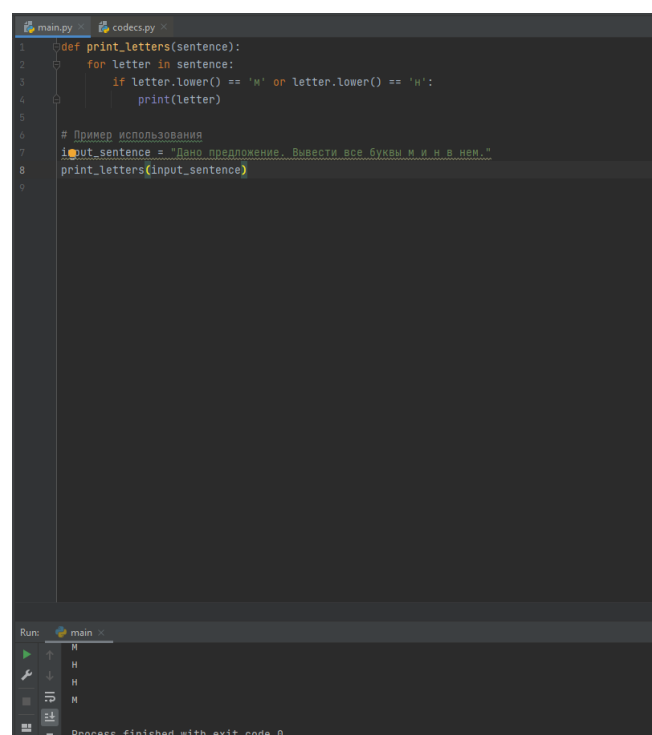 main.py codecs.py
1 def print_letters(sentence):
2 for letter in sentence:
3 if letter.lower() == 'м' or letter.lower() == 'н':
4 print(letter)
5
6 # Пример использования
7 input_sentence = "Дано предложение. Вывести все буквы м и н в нем."
8 print_letters(input_sentence)
9
Run: main
м
н
н
м
Process finished with exit code 0